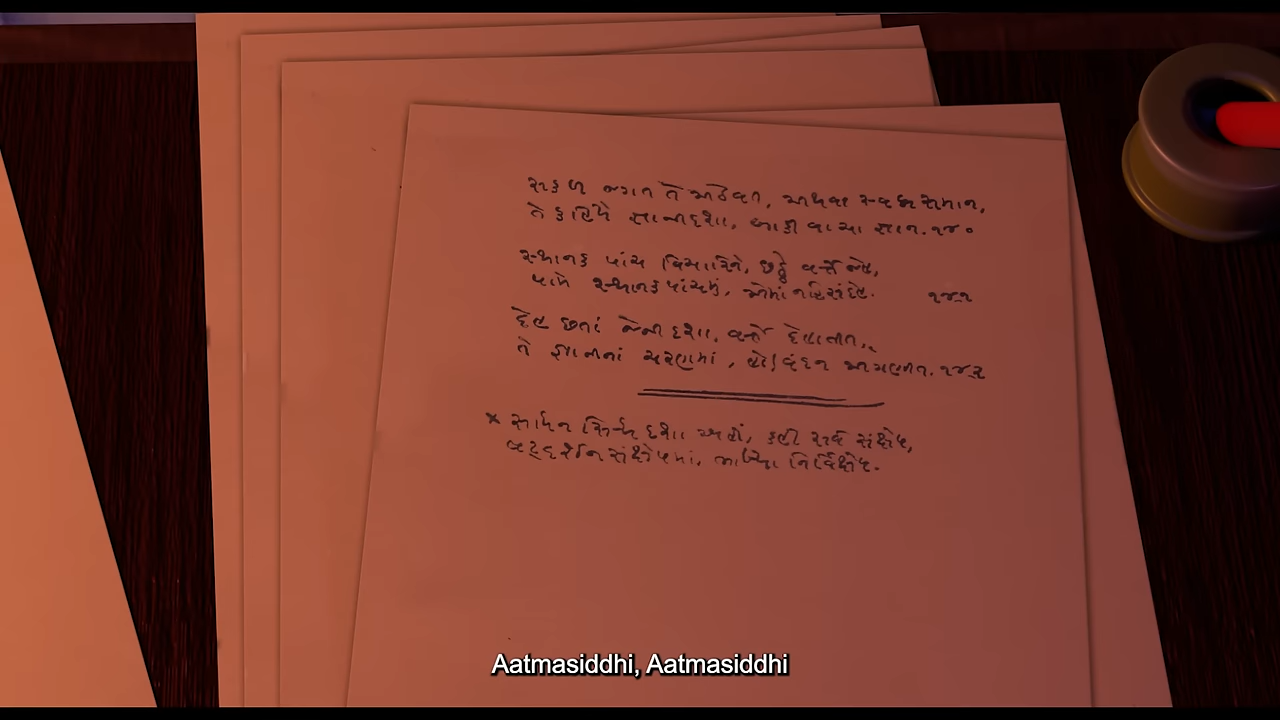 સકળ જગત તે એઠવત, અથવા સ્વપ્ન સમાન,
તે કહિયે જ્ઞાનીદશા, બાકી વાચા જ્ઞાન. ૧૪૦
સ્થાનક પાંચ વિચારિને, છઠ્ઠે વર્ત્તે જેહ,
પામે સ્થાનક પાંચમું, એમાં નહિ સંદેહ. ૧૪૧
દેહ છતાં જેની દશા, વર્ત્તે દેહાતીત,
તે જ્ઞાનીનાં ચરણમાં, હો! વંદન અગણીત. ૧૪૨
* સાધન સિદ્ધ દશા અહીં, કહી સર્વ સંક્ષેપ,
ષટ્દર્શન સંક્ષેપમાં, ભાખ્યા નિર્વિક્ષેપ.
Aatmasiddhi, Aatmasiddhi